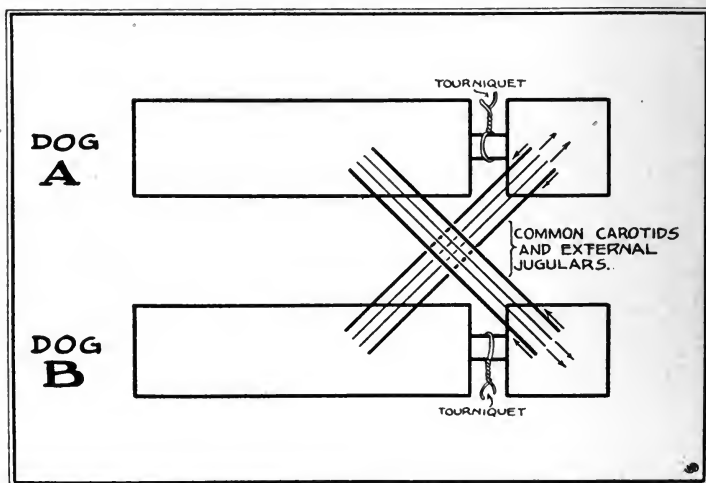 TOURNIQUET
DOG
A
COMMON CAROTIDS
AND EXTERNAL
JUGULARS.
DOG
B
TOURNIQUET